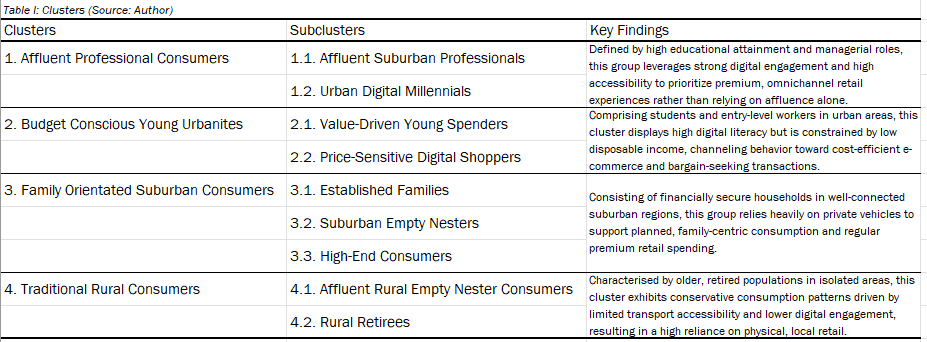 Table I: Clusters (Source: Author)
Clusters Subclusters Key Findings
1. Affluent Professional Consumers
1.1. Affluent Suburban Professionals
1.2. Urban Digital Millennials
Defined by high educational attainment and managerial roles,
this group leverages strong digital engagement and high
accessibility to prioritize premium, omnichannel retail
experiences rather than relying on affluence alone.
2. Budget Conscious Young Urbanites
2.1. Value-Driven Young Spenders
2.2. Price-Sensitive Digital Shoppers
Comprising students and entry-level workers in urban areas, this
cluster displays high digital literacy but is constrained by low
disposable income, channeling behavior toward cost-efficient e-
commerce and bargain-seeking transactions.
3. Family Orientated Suburban Consumers
3.1. Established Families
3.2. Suburban Empty Nesters
3.3. High-End Consumers
Consisting of financially secure households in well-connected
suburban regions, this group relies heavily on private vehicles to
support planned, family-centric consumption and regular
premium retail spending.
4. Traditional Rural Consumers
4.1. Affluent Rural Empty Nester Consumers
4.2. Rural Retirees
Characterised by older, retired populations in isolated areas, this
cluster exhibits conservative consumption patterns driven by
limited transport accessibility and lower digital engagement,
resulting in a high reliance on physical, local retail.